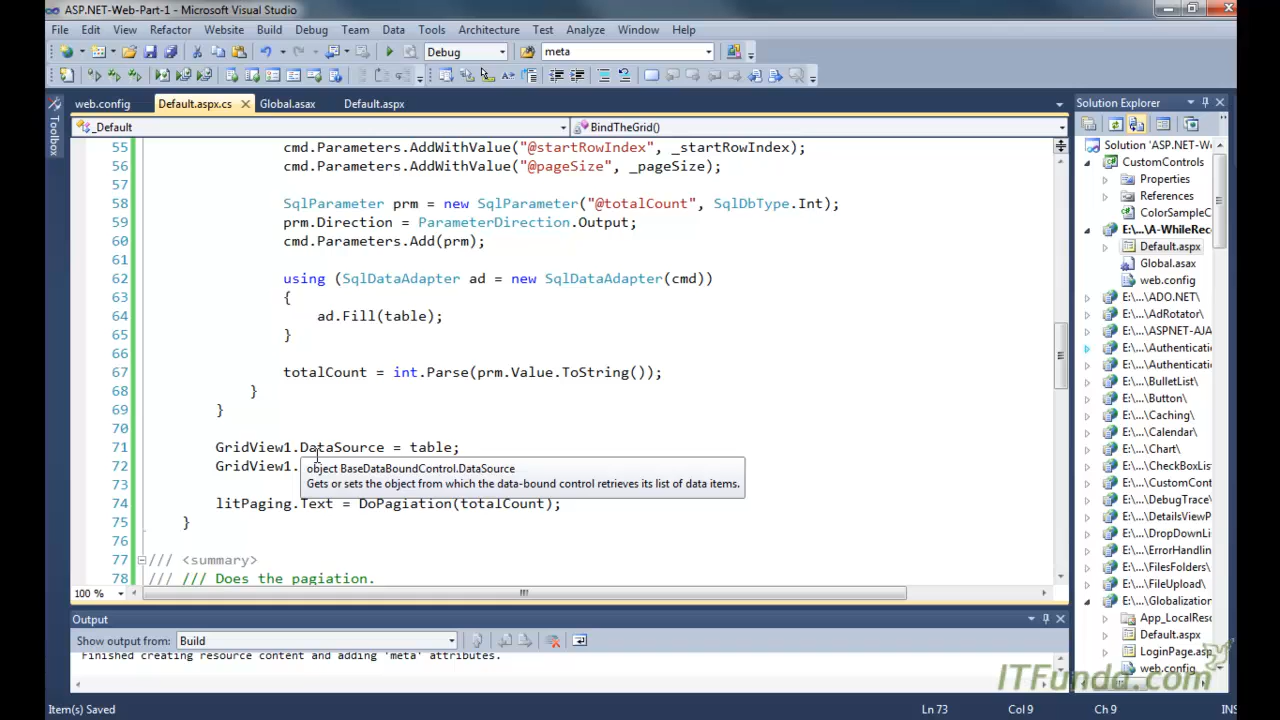 ASP.NET-Web-Part-1 - Microsoft Visual Studio
File Edit View Refactor Website Build Debug Team Data Tools Architecture Test Analyze Window Help
Debug meta
web.config Default.aspx.cs Global.asax Default.aspx
_Default BindTheGrid()
55 cmd.Parameters.AddWithValue("@startRowIndex", _startRowIndex);
56 cmd.Parameters.AddWithValue("@pageSize", _pageSize);
57
58 SqlParameter prm = new SqlParameter("@totalCount", SqlDbType.Int);
59 prm.Direction = ParameterDirection.Output;
60 cmd.Parameters.Add(prm);
61
62 using (SqlDataAdapter ad = new SqlDataAdapter(cmd))
63 {
64 ad.Fill(table);
65 }
66
67 totalCount = int.Parse(prm.Value.ToString());
68 }
69 }
70
71 GridView1.DataSource = table;
72 GridView1.
object BaseDataBoundControl.DataSource
Gets or sets the object from which the data-bound control retrieves its list of data items.
73
74 litPaging.Text = DoPagiation(totalCount);
75 }
76
77 /// <summary>
78 /// /// Does the pagiation.
100 %
Output
Show output from: Build
Finished creating resource content and adding 'meta' attributes.
Toolbox
Solution Explorer
Solution 'ASP.NET-W
CustomControls
Properties
References
ColorSampleC
E:\...\A-WhileRec
Default.aspx
Global.asax
web.config
E:\...\ADO.NET\
E:\...\AdRotator\
E:\...\ASPNET-AJA
E:\...\Authenticati
E:\...\Authenticati
E:\...\BulletList\
E:\...\Button\
E:\...\Caching\
E:\...\Calendar\
E:\...\CheckBox
E:\...\DebugTrace\
E:\...\DetailsViewP
E:\...\DropDownLi
E:\...\ErrorHandlin
E:\...\FilesFolders\
E:\...\FileUpload\
E:\...\Globalization
App_LocalReso
Default.aspx
LoginPage.asp
web.config
ITFunda.com
Item(s) Saved Ln 73 Col 9 Ch 9 INS